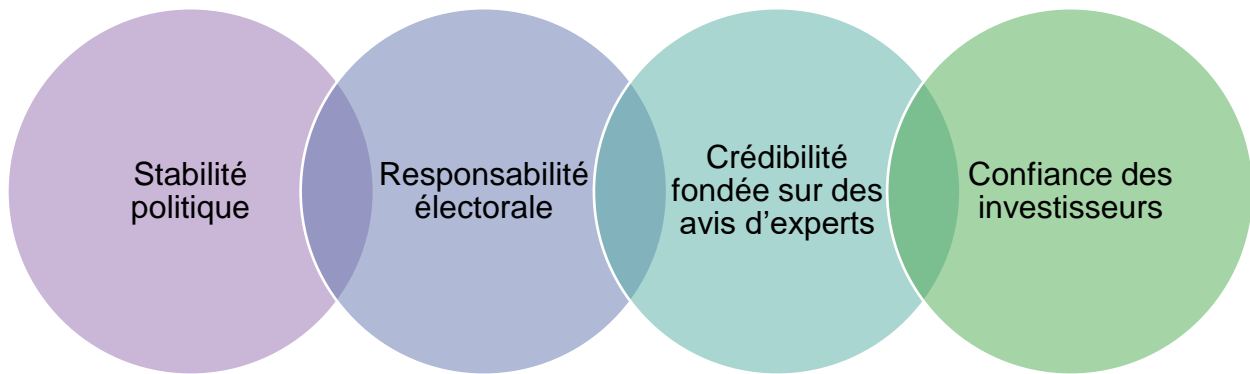 Stabilité
politique
Responsabilité
électorale
Crédibilité
fondée sur des
avis d’experts
Confiance des
investisseurs